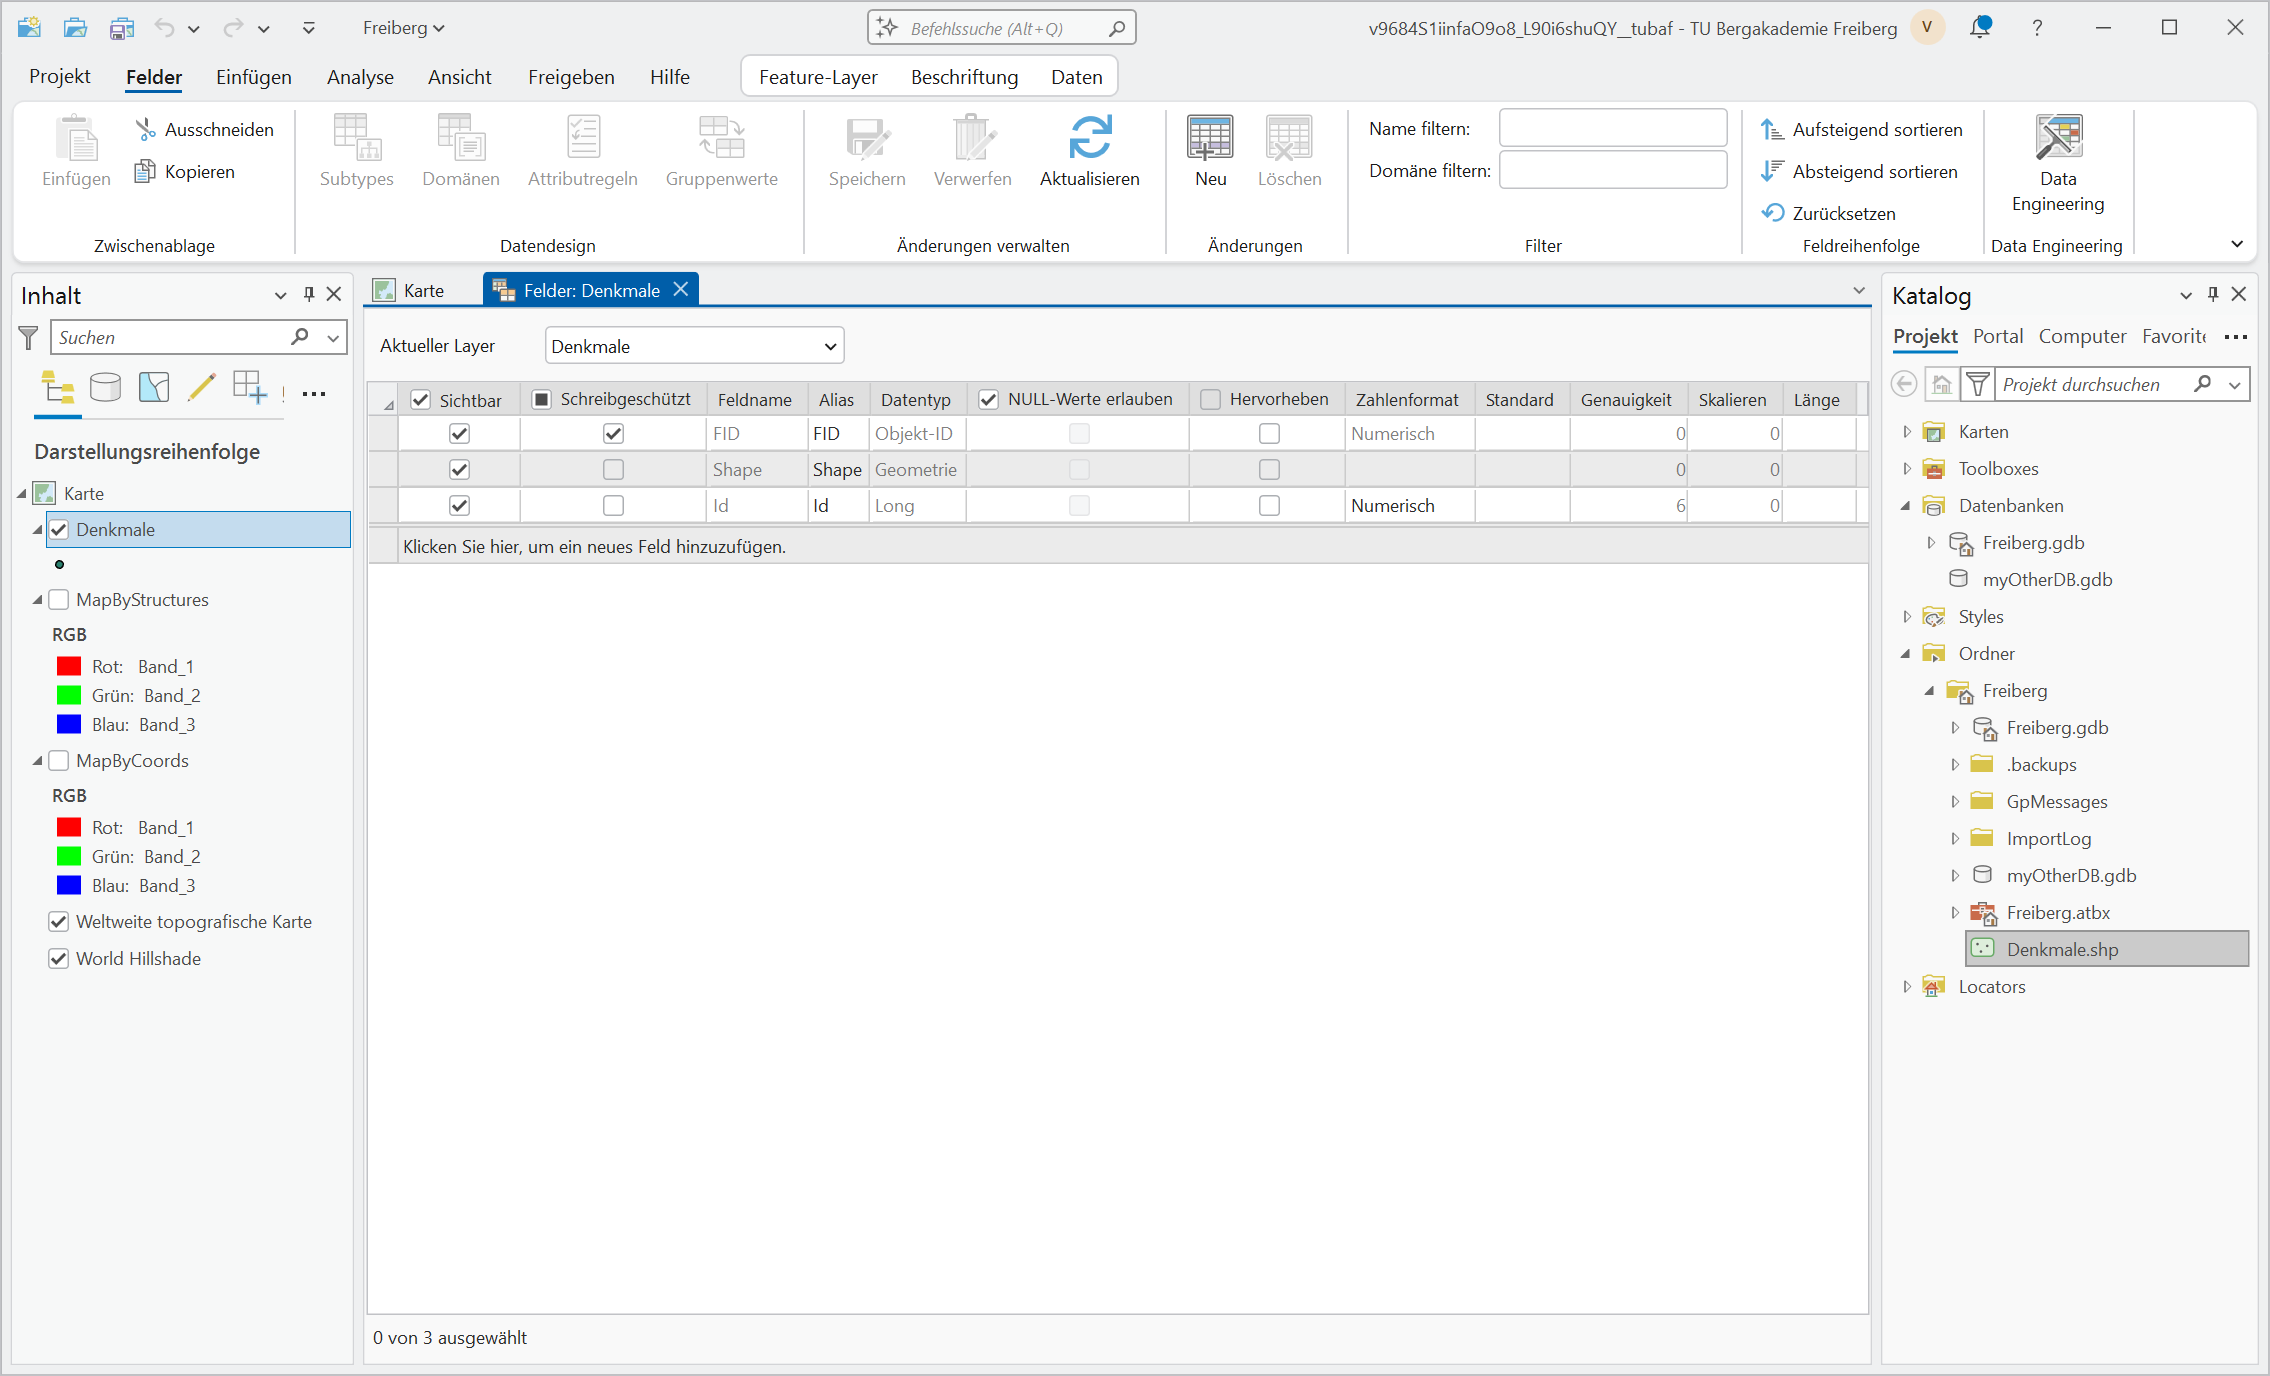 Freiberg
Befehlssuche (Alt+Q)
v9684S1iinfaO9o8_L90i6shuQY__tubaf - TU Bergakademie Freiberg
V
?
Projekt
Felder
Einfügen
Analyse
Ansicht
Freigeben
Hilfe
Feature-Layer
Beschriftung
Daten
Einfügen
Ausschneiden
Kopieren
Zwischenablage
Subtypes
Domänen
Attributregeln
Gruppenwerte
Datendesign
Speichern
Verwerfen
Aktualisieren
Änderungen verwalten
Neu
Löschen
Änderungen
Name filtern:
Domäne filtern:
Filter
Aufsteigend sortieren
Absteigend sortieren
Zurücksetzen
Feldreihenfolge
Data
Engineering
Data Engineering
Inhalt
Suchen
Darstellungsreihenfolge
Karte
Denkmale
MapByStructures
RGB
Rot: Band_1
Grün: Band_2
Blau: Band_3
MapByCoords
RGB
Rot: Band_1
Grün: Band_2
Blau: Band_3
Weltweite topografische Karte
World Hillshade
Karte
Felder: Denkmale
Aktueller Layer
Denkmale
Sichtbar Schreibgeschützt Feldname Alias Datentyp NULL-Werte erlauben Hervorheben Zahlenformat Standard Genauigkeit Skalieren Länge
FID FID Objekt-ID Numerisch 0 0
Shape Shape Geometrie 0 0
Id Id Long Numerisch 6 0
Klicken Sie hier, um ein neues Feld hinzuzufügen.
0 von 3 ausgewählt
Katalog
Projekt
Portal
Computer
Favorite
Projekt durchsuchen
Karten
Toolboxes
Datenbanken
Freiberg.gdb
myOtherDB.gdb
Styles
Ordner
Freiberg
Freiberg.gdb
.backups
GpMessages
ImportLog
myOtherDB.gdb
Freiberg.atbx
Denkmale.shp
Locators